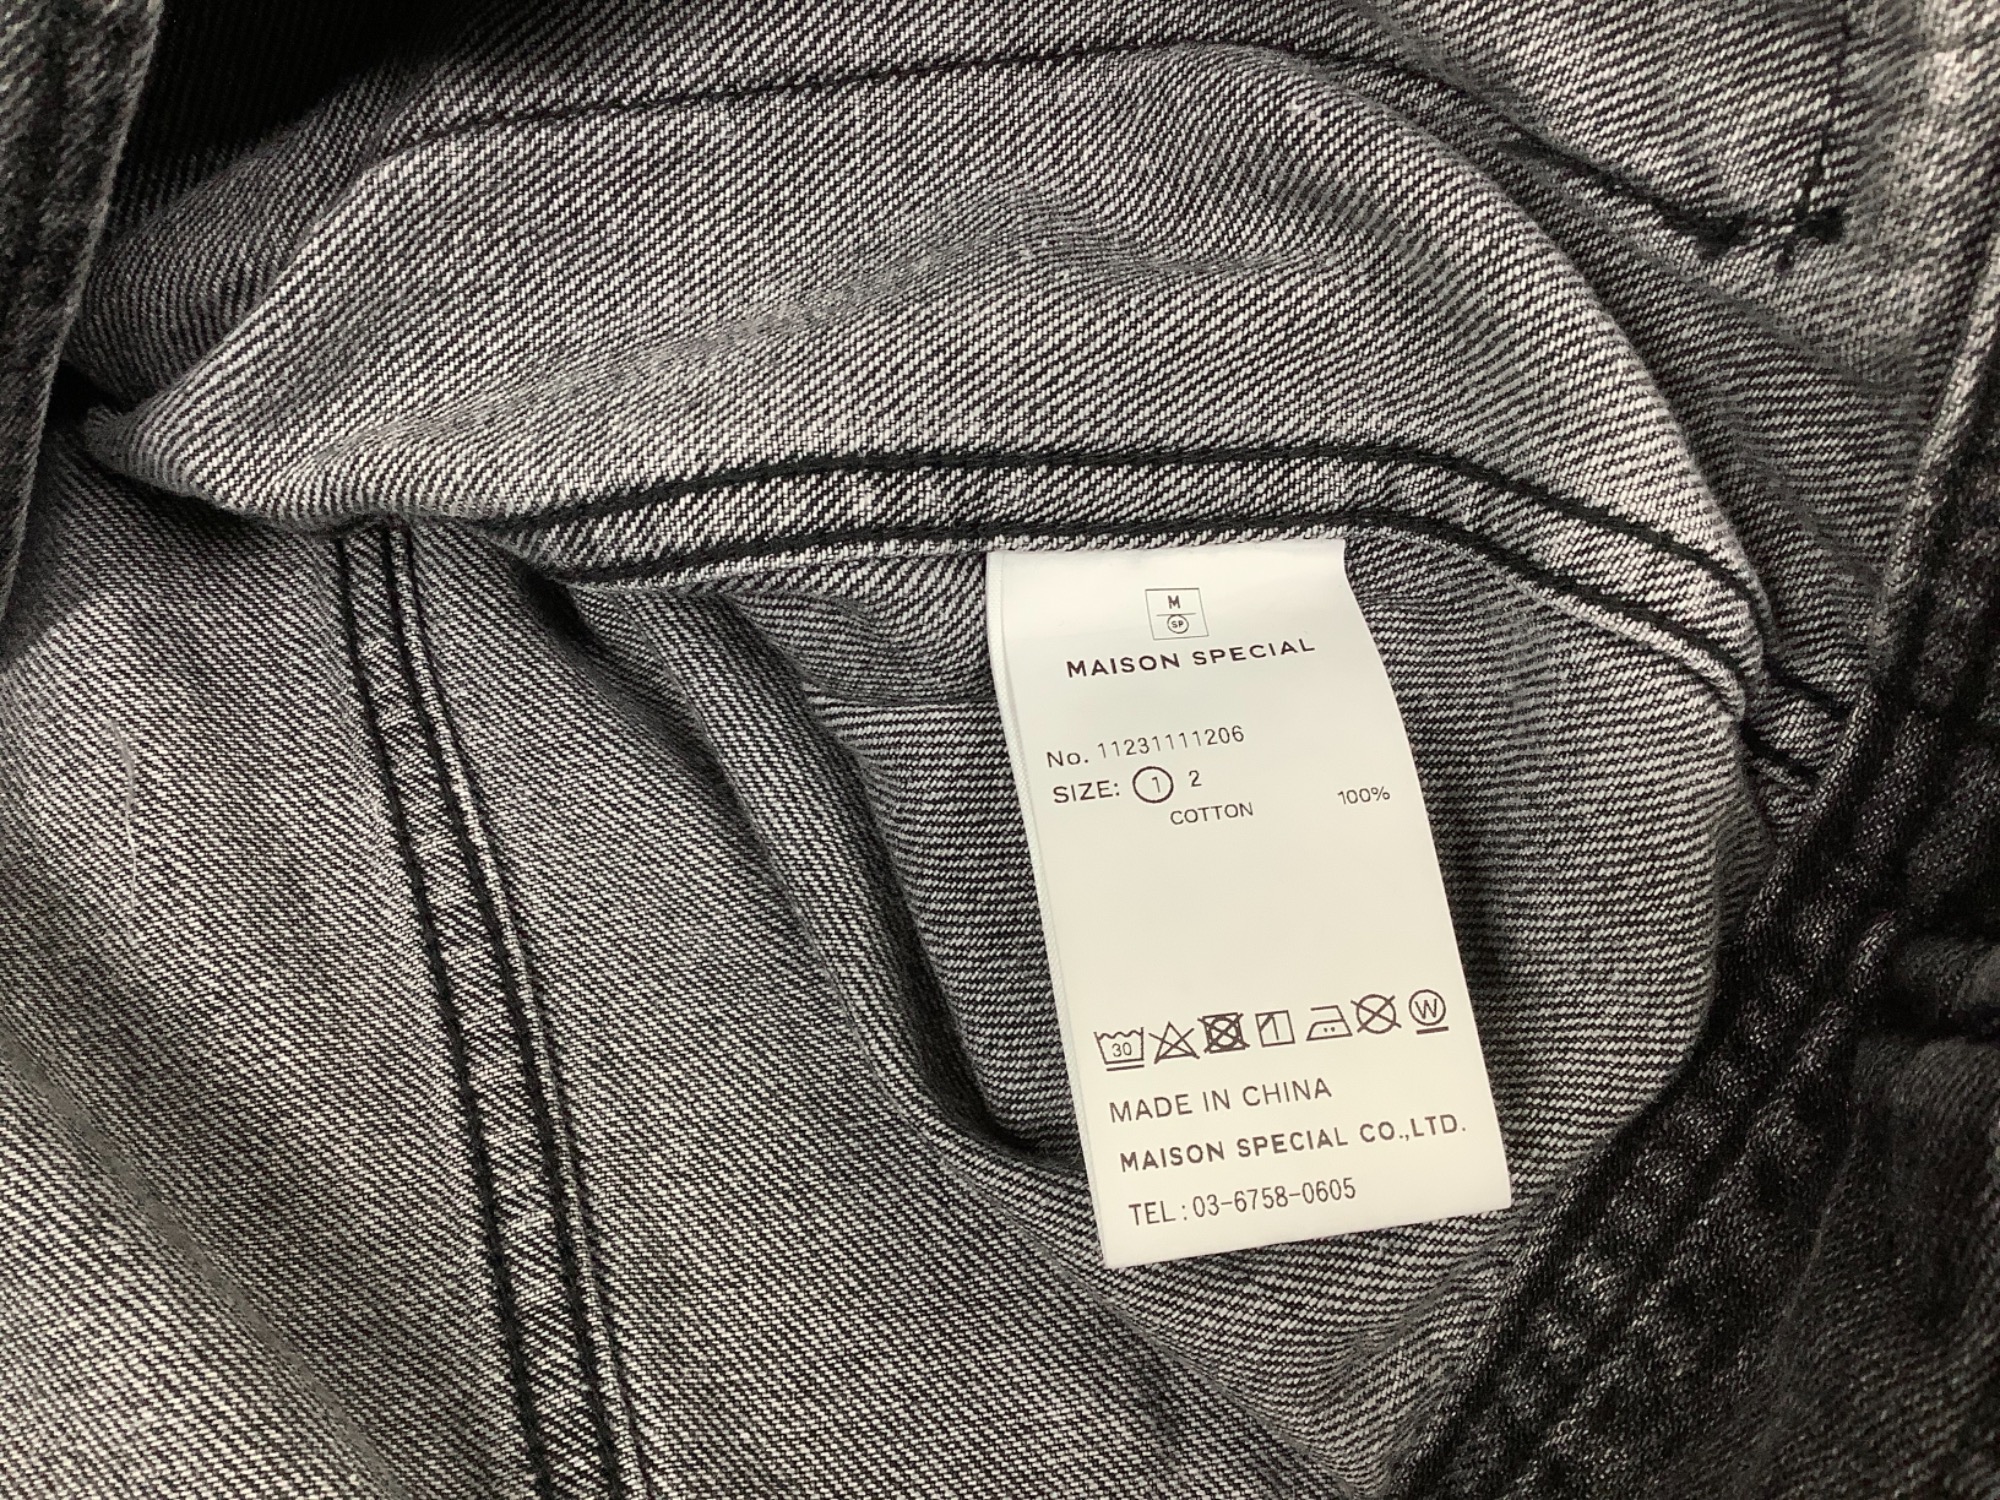 M
SP
MAISON SPECIAL
No. 11231111206
SIZE: 1 2
COTTON 100%
30
W
MADE IN CHINA
MAISON SPECIAL CO.,LTD.
TEL:03-6758-0605